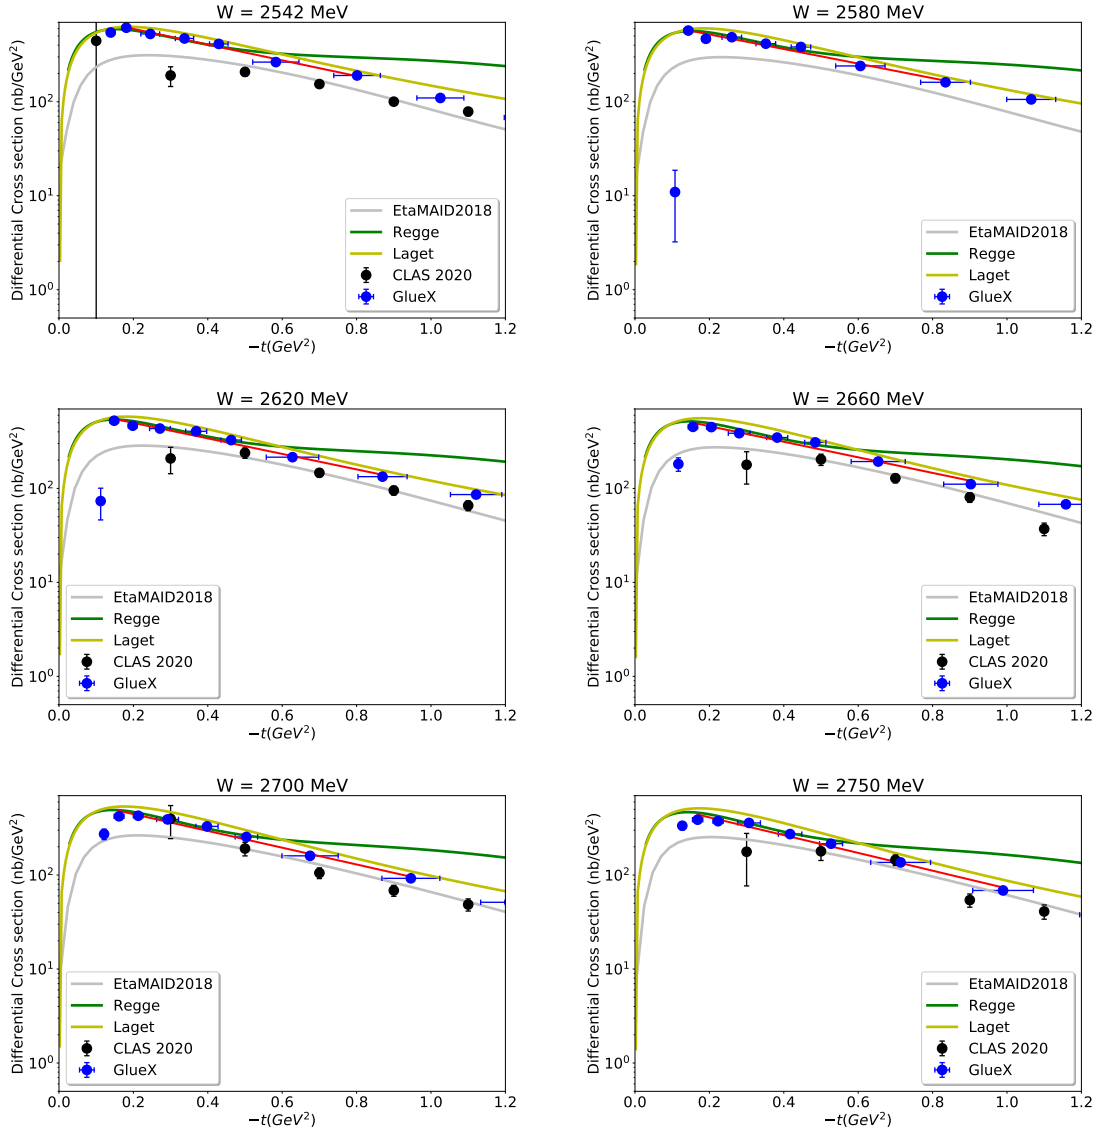 W = 2542 MeV
Differential Cross section (nb/GeV²)
10²
10¹
10⁰
EtaMAID2018
Regge
Laget
CLAS 2020
GlueX
0.0 0.2 0.4 0.6 0.8 1.0 1.2
−t(GeV²)
W = 2580 MeV
Differential Cross section (nb/GeV²)
10²
10¹
10⁰
EtaMAID2018
Regge
Laget
GlueX
0.0 0.2 0.4 0.6 0.8 1.0 1.2
−t(GeV²)
W = 2620 MeV
Differential Cross section (nb/GeV²)
10²
10¹
10⁰
EtaMAID2018
Regge
Laget
CLAS 2020
GlueX
0.0 0.2 0.4 0.6 0.8 1.0 1.2
−t(GeV²)
W = 2660 MeV
Differential Cross section (nb/GeV²)
10²
10¹
10⁰
EtaMAID2018
Regge
Laget
CLAS 2020
GlueX
0.0 0.2 0.4 0.6 0.8 1.0 1.2
−t(GeV²)
W = 2700 MeV
Differential Cross section (nb/GeV²)
10²
10¹
10⁰
EtaMAID2018
Regge
Laget
CLAS 2020
GlueX
0.0 0.2 0.4 0.6 0.8 1.0 1.2
−t(GeV²)
W = 2750 MeV
Differential Cross section (nb/GeV²)
10²
10¹
10⁰
EtaMAID2018
Regge
Laget
CLAS 2020
GlueX
0.0 0.2 0.4 0.6 0.8 1.0 1.2
−t(GeV²)